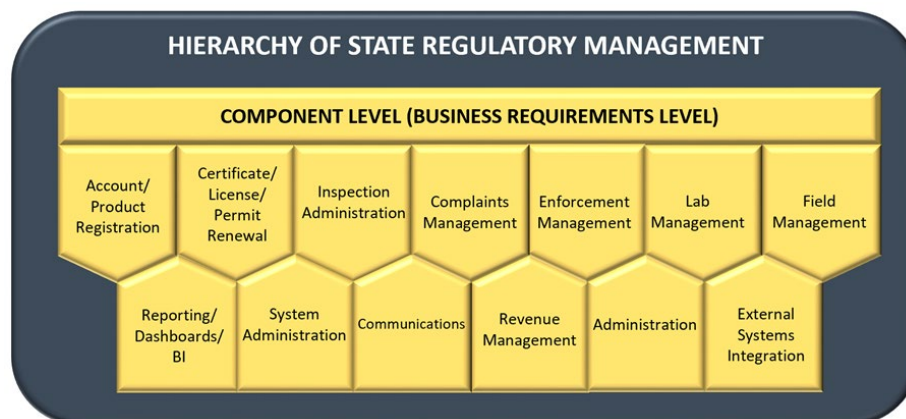 HIERARCHY OF STATE REGULATORY MANAGEMENT
COMPONENT LEVEL (BUSINESS REQUIREMENTS LEVEL)
Account/
Product
Registration
Certificate/
License/
Permit
Renewal
Inspection
Administration
Complaints
Management
Enforcement
Management
Lab
Management
Field
Management
Reporting/
Dashboards/
BI
System
Administration
Communications
Revenue
Management
Administration
External
Systems
Integration